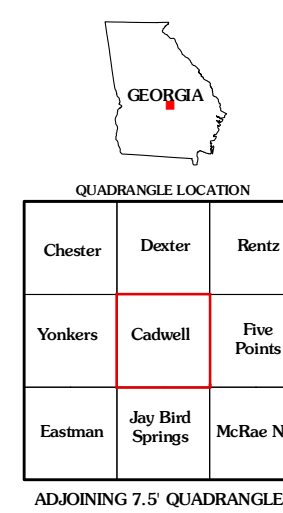 GEORGIA
QUADRANGLE LOCATION
Chester Dexter Rentz
Yonkers Cadwell Five
Points
Eastman Jay Bird
Springs McRae N
ADJOINING 7.5' QUADRANGLE